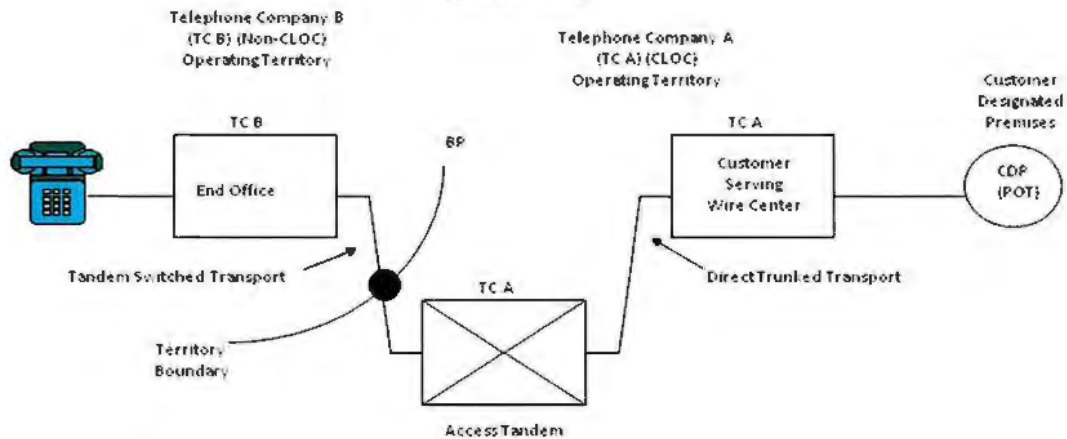 Telephone Company B
(TC B) (Non-CLOC)
Operating Territory
Telephone Company A
(TC A) (CLOC)
Operating Territory
Customer
Designated
Premises
TC B
BP
TC A
End Office
Customer
Serving
Wire Center
CDP
(POT)
Tandem Switched Transport
Direct Trunked Transport
TC A
Territory
Boundary
Access Tandem